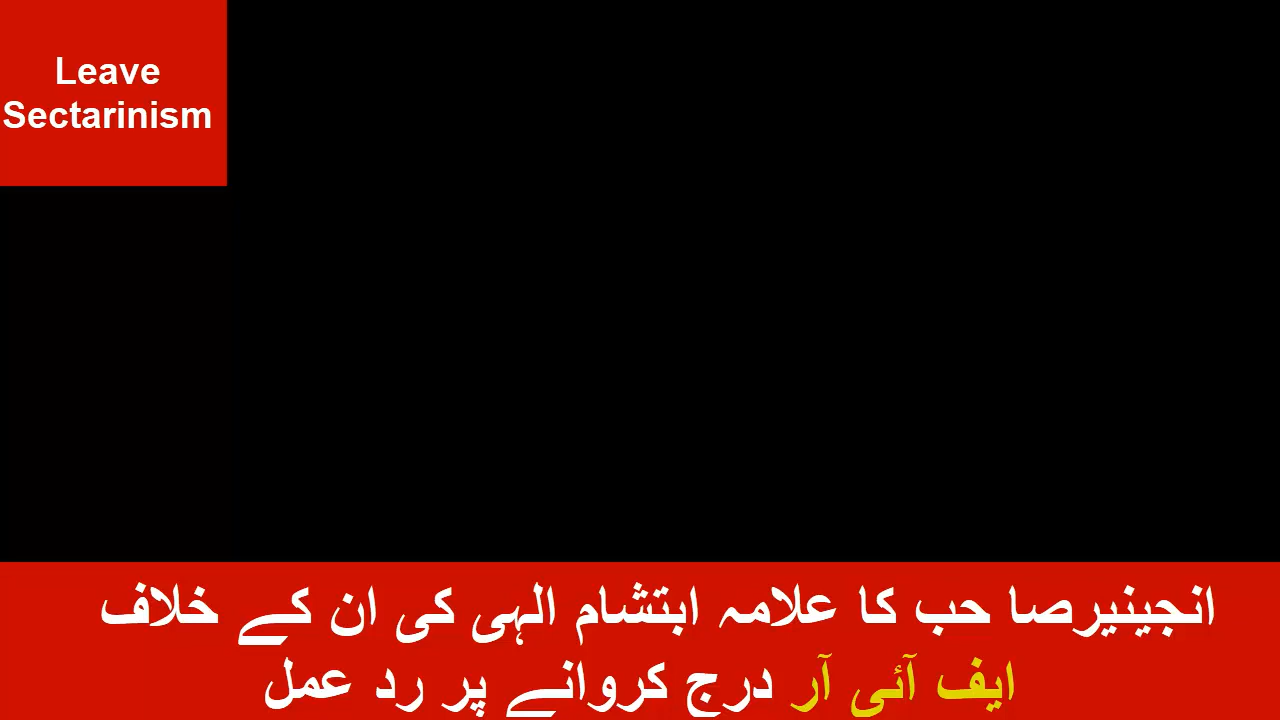 Leave
Sectarinism
انجینیرصا حب کا علامہ ابتشام الہی کی ان کے خلاف
ایف آئی آر درج کروانے پر رد عمل